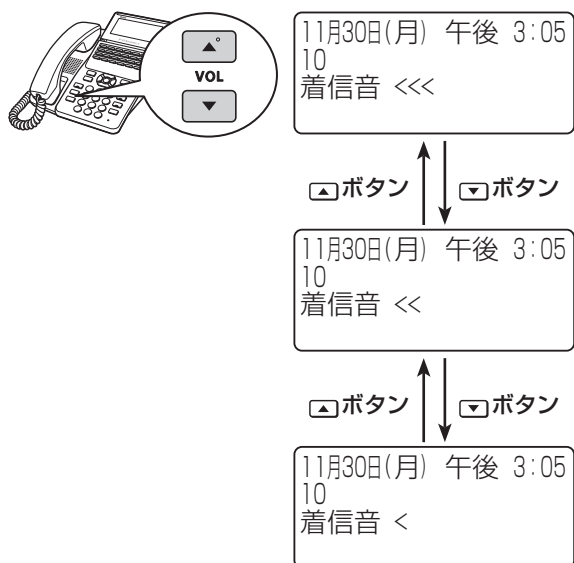 VOL
11月30日(月) 午後 3:05
10
着信音 <<<
▲ボタン ▼ボタン
11月30日(月) 午後 3:05
10
着信音 <<
▲ボタン ▼ボタン
11月30日(月) 午後 3:05
10
着信音 <